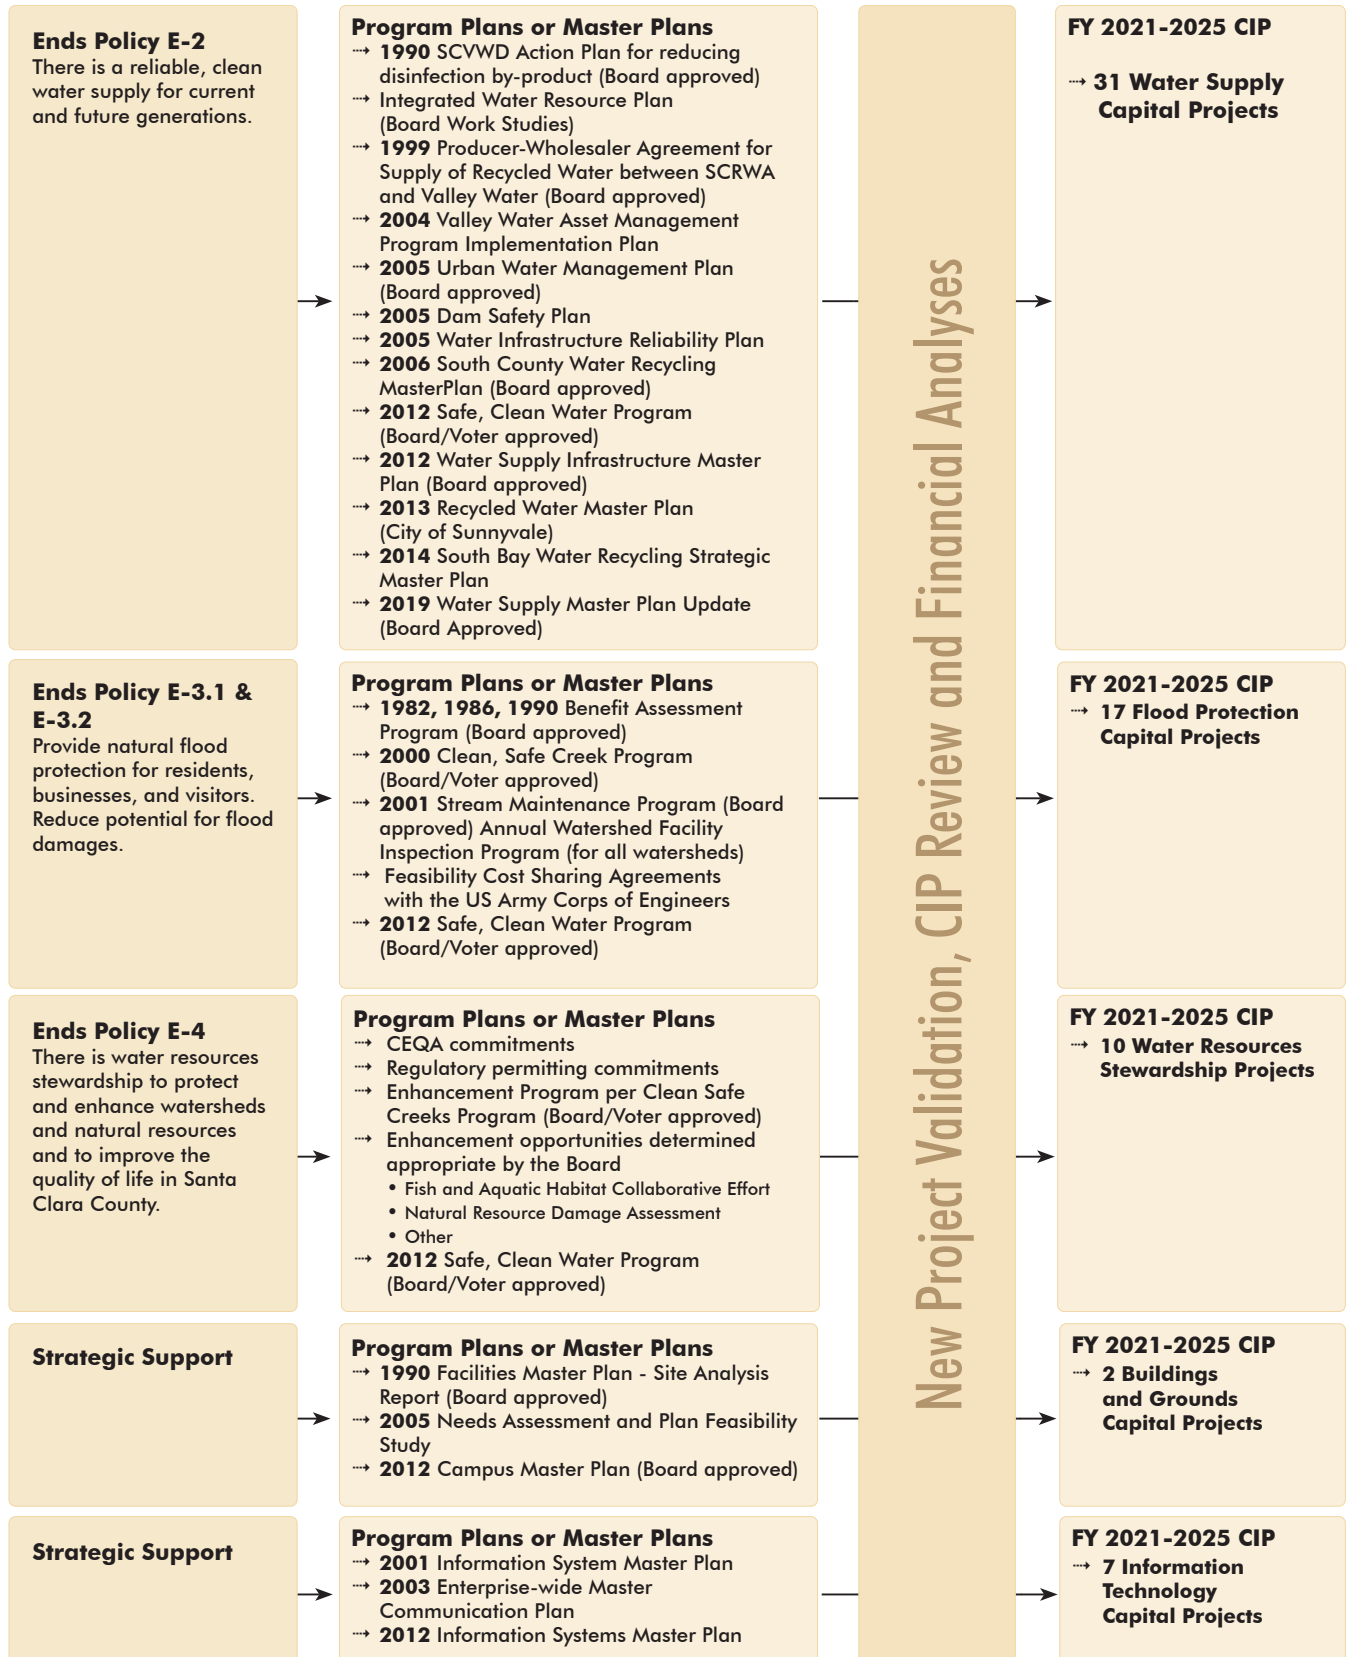 Ends Policy E-2
There is a reliable, clean
water supply for current
and future generations.
Program Plans or Master Plans
1990 SCVWD Action Plan for reducing
disinfection by-product (Board approved)
Integrated Water Resource Plan
(Board Work Studies)
1999 Producer-Wholesaler Agreement for
Supply of Recycled Water between SCRWA
and Valley Water (Board approved)
2004 Valley Water Asset Management
Program Implementation Plan
2005 Urban Water Management Plan
(Board approved)
2005 Dam Safety Plan
2005 Water Infrastructure Reliability Plan
2006 South County Water Recycling
MasterPlan (Board approved)
2012 Safe, Clean Water Program
(Board/Voter approved)
2012 Water Supply Infrastructure Master
Plan (Board approved)
2013 Recycled Water Master Plan
(City of Sunnyvale)
2014 South Bay Water Recycling Strategic
Master Plan
2019 Water Supply Master Plan Update
(Board Approved)
New Project Validation, CIP Review and Financial Analyses
FY 2021-2025 CIP
31 Water Supply
Capital Projects
Ends Policy E-3.1 &
E-3.2
Provide natural flood
protection for residents,
businesses, and visitors.
Reduce potential for flood
damages.
Program Plans or Master Plans
1982, 1986, 1990 Benefit Assessment
Program (Board approved)
2000 Clean, Safe Creek Program
(Board/Voter approved)
2001 Stream Maintenance Program (Board
approved) Annual Watershed Facility
Inspection Program (for all watersheds)
Feasibility Cost Sharing Agreements
with the US Army Corps of Engineers
2012 Safe, Clean Water Program
(Board/Voter approved)
FY 2021-2025 CIP
17 Flood Protection
Capital Projects
Ends Policy E-4
There is water resources
stewardship to protect
and enhance watersheds
and natural resources
and to improve the
quality of life in Santa
Clara County.
Program Plans or Master Plans
CEQA commitments
Regulatory permitting commitments
Enhancement Program per Clean Safe
Creeks Program (Board/Voter approved)
Enhancement opportunities determined
appropriate by the Board
• Fish and Aquatic Habitat Collaborative Effort
• Natural Resource Damage Assessment
• Other
2012 Safe, Clean Water Program
(Board/Voter approved)
FY 2021-2025 CIP
10 Water Resources
Stewardship Projects
Strategic Support
Program Plans or Master Plans
1990 Facilities Master Plan - Site Analysis
Report (Board approved)
2005 Needs Assessment and Plan Feasibility
Study
2012 Campus Master Plan (Board approved)
FY 2021-2025 CIP
2 Buildings
and Grounds
Capital Projects
Strategic Support
Program Plans or Master Plans
2001 Information System Master Plan
2003 Enterprise-wide Master
Communication Plan
2012 Information Systems Master Plan
FY 2021-2025 CIP
7 Information
Technology
Capital Projects